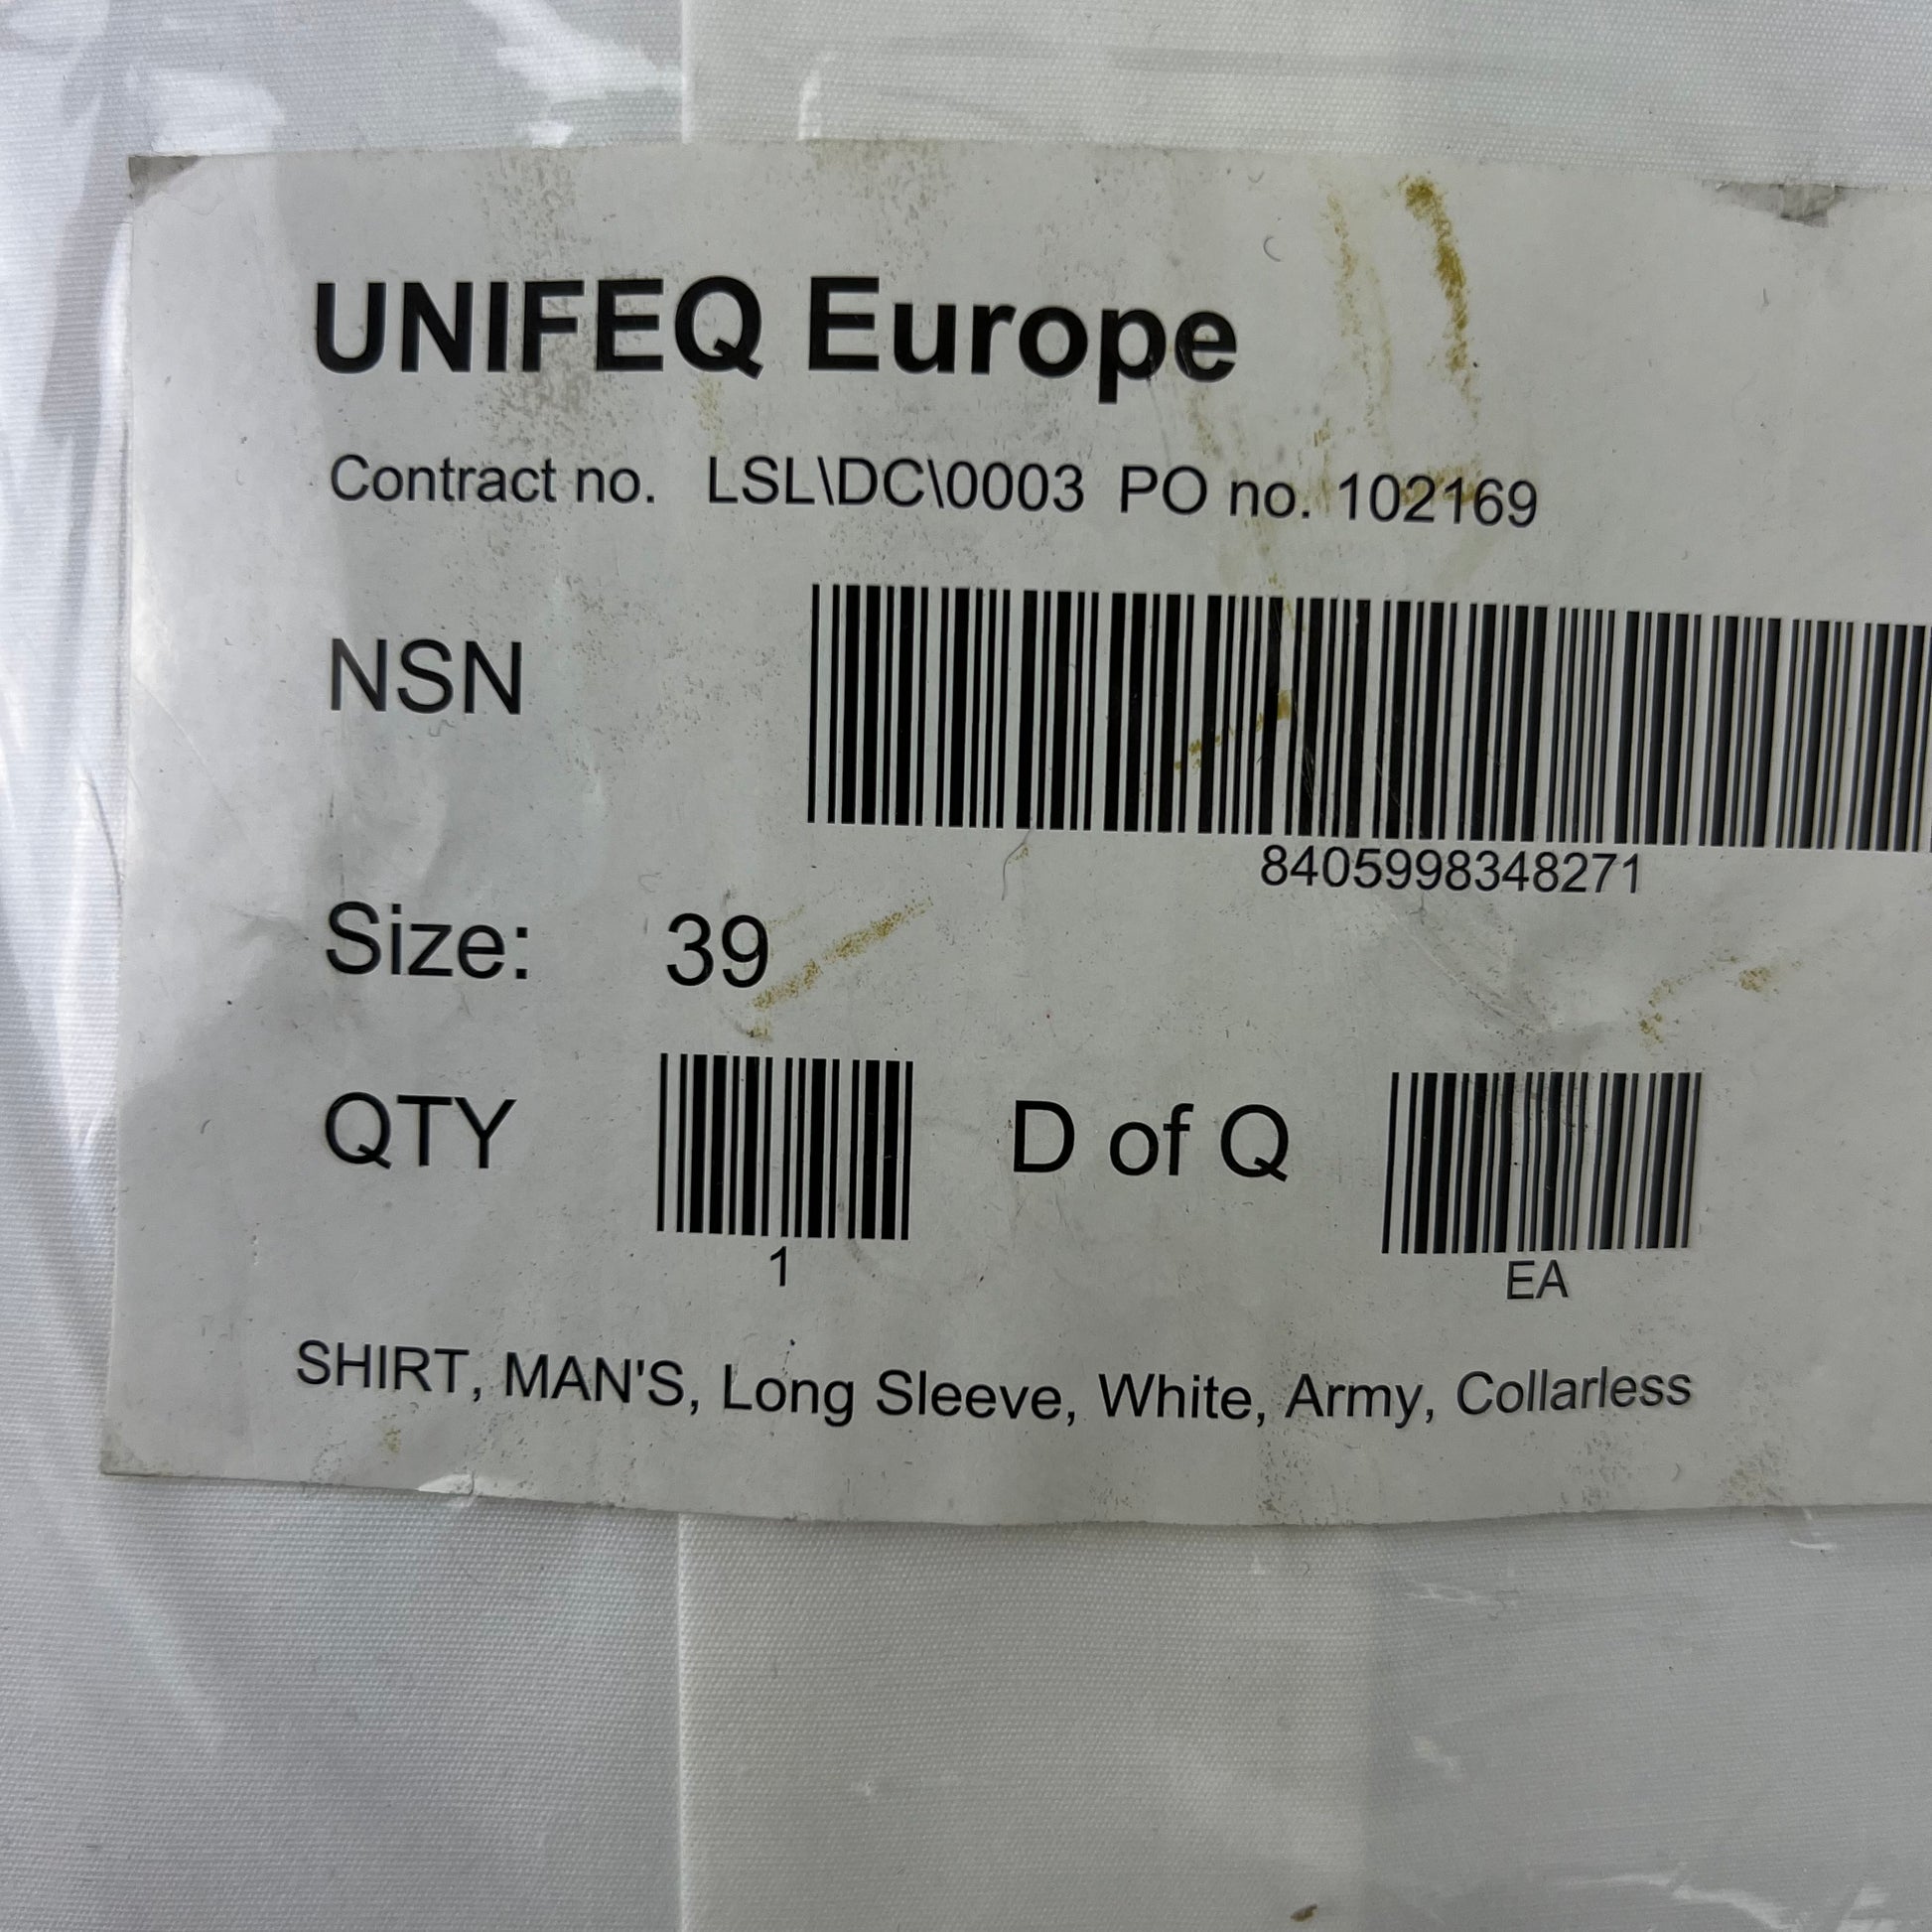 UNIFEQ Europe
Contract no. LSL\DC\0003 PO no. 102169
NSN
8405998348271
Size: 39
QTY D of Q
1 EA
SHIRT, MAN'S, Long Sleeve, White, Army, Collarless